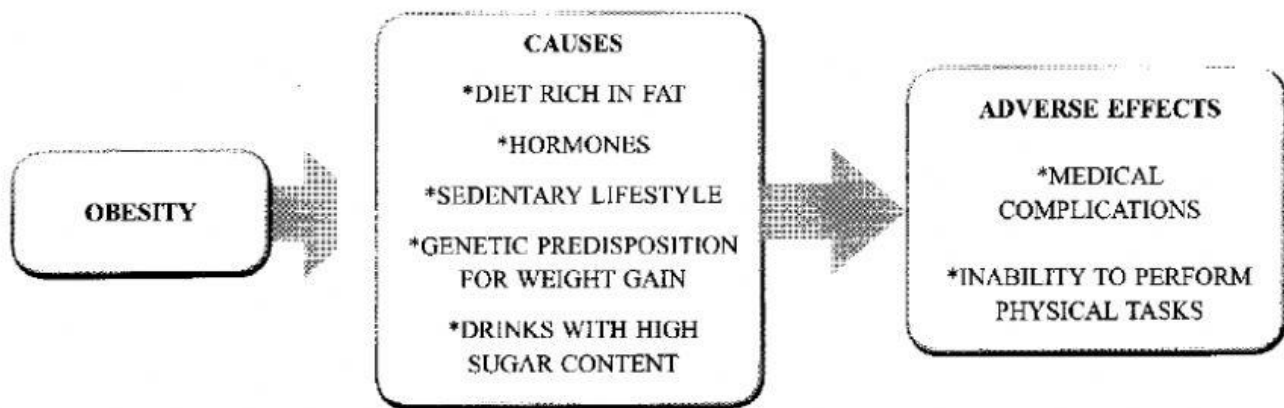 OBESITY
CAUSES
*DIET RICH IN FAT
*HORMONES
*SEDENTARY LIFESTYLE
*GENETIC PREDISPOSITION
FOR WEIGHT GAIN
*DRINKS WITH HIGH
SUGAR CONTENT
ADVERSE EFFECTS
*MEDICAL
COMPLICATIONS
*INABILITY TO PERFORM
PHYSICAL TASKS